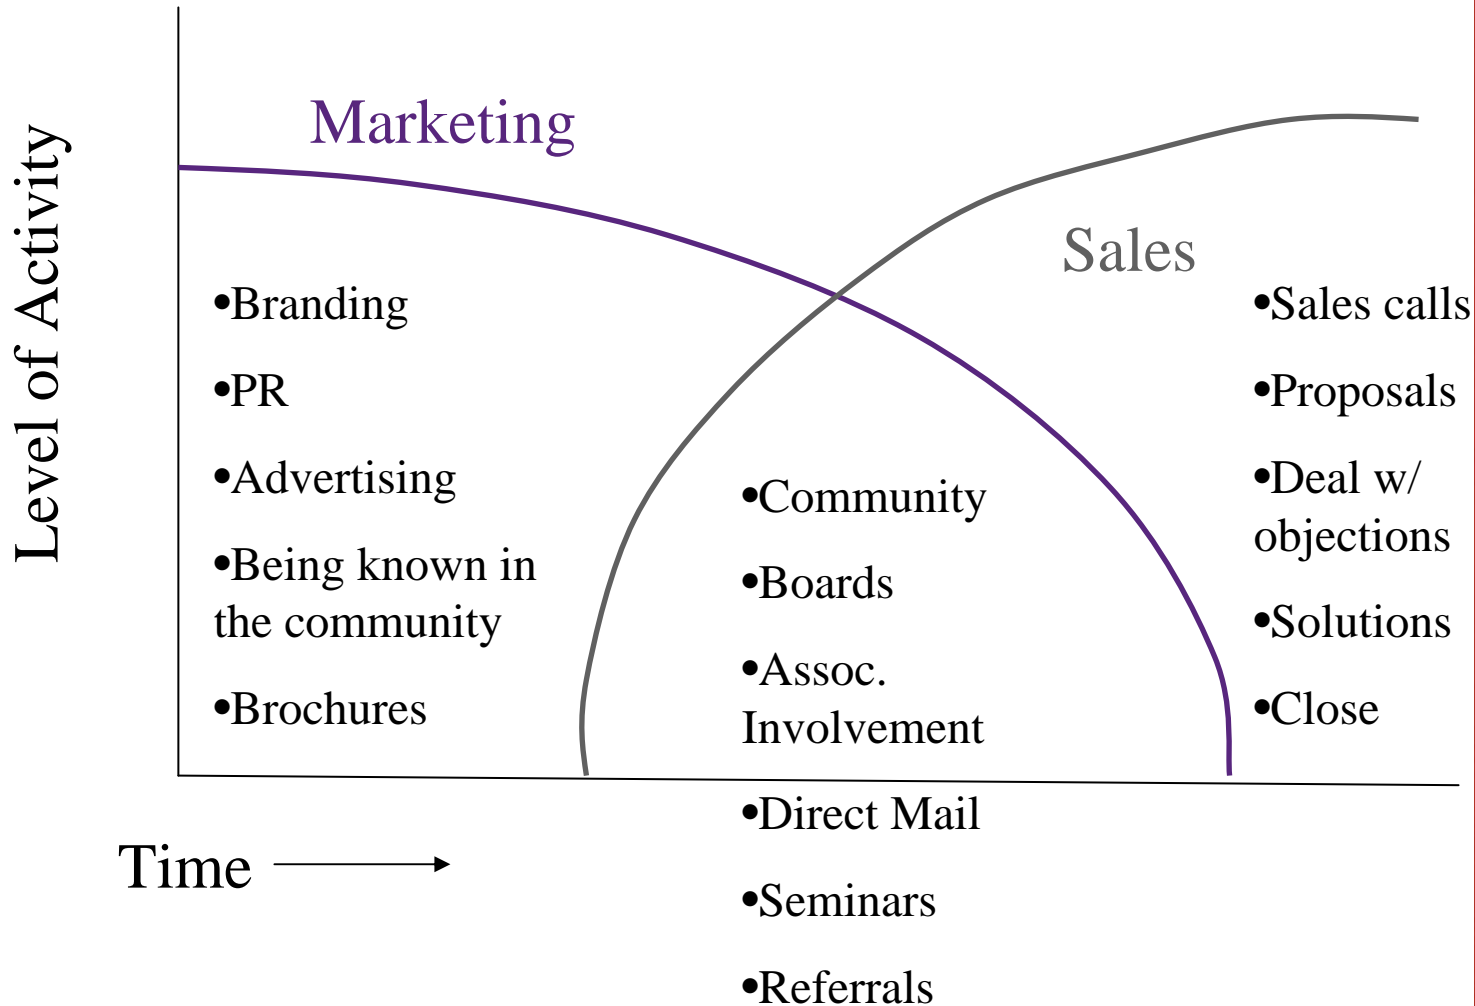 Level of Activity
Marketing
Sales
•Branding
•PR
•Advertising
•Being known in
the community
•Brochures
•Community
•Boards
•Assoc.
Involvement
•Direct Mail
•Seminars
•Referrals
•Sales calls
•Proposals
•Deal w/
objections
•Solutions
•Close
Time